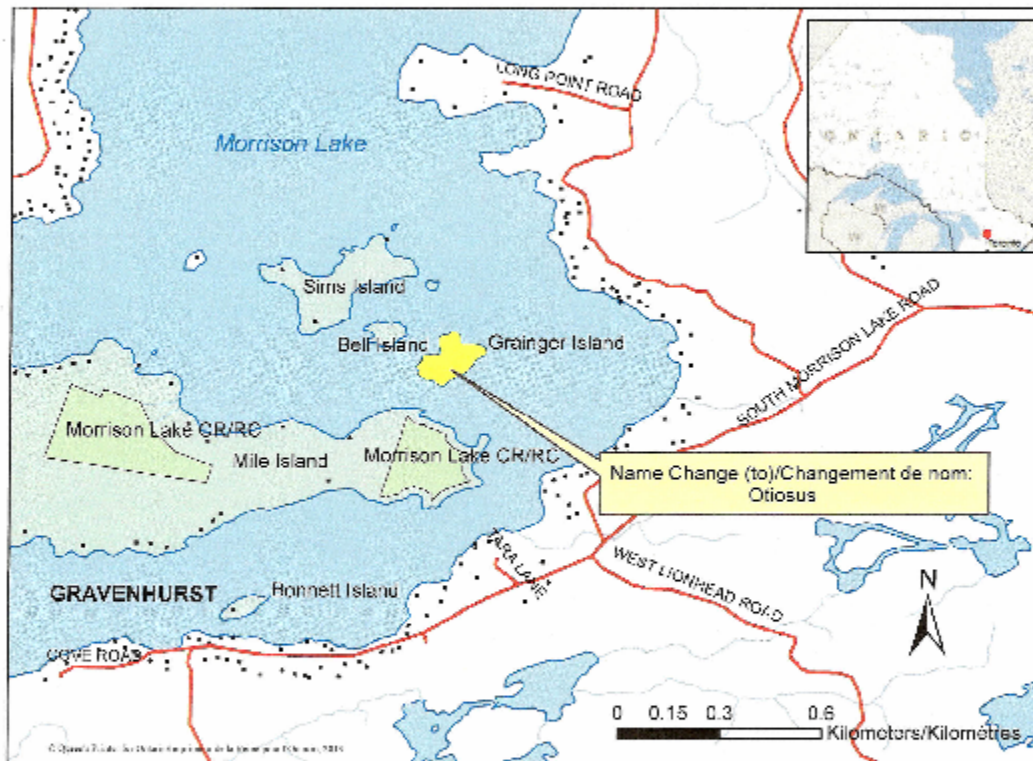 LONG POINT ROAD
Morrison Lake
ONTARIO
Toronto
Sims Island
Bell Island
Grainger Island
SOUTH MORRISON LAKE ROAD
Morrison Lake CR/RC
Mile Island
Morrison Lake CR/RC
Name Change (to)/Changement de nom:
Otiosus
TARA LANE
WEST LIONHEAD ROAD
GRAVENHURST
Bonnett Island
N
COVE ROAD
0 0.15 0.3 0.6
Kilometers/Kilomètres